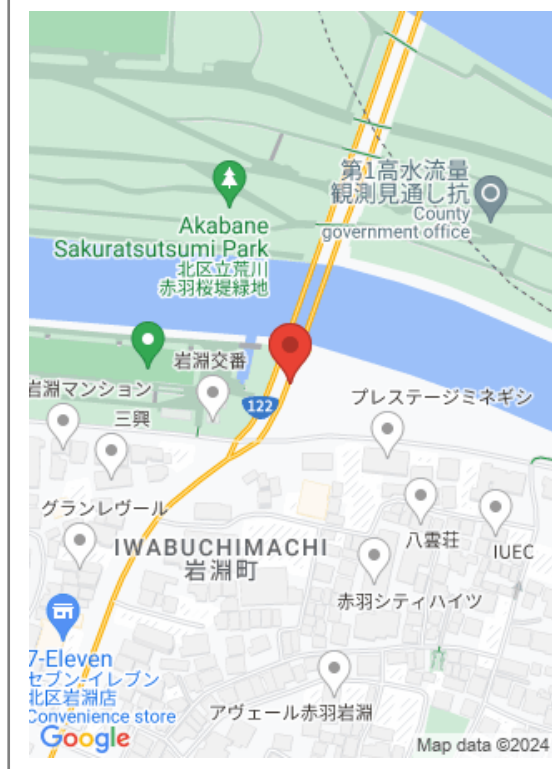 第1高水流量
観測見通し抗
County
government office
Akabane
Sakuratsutsumi Park
北区立荒川
赤羽桜堤緑地
岩淵交番
岩淵マンション
122
プレステージミネギシ
三興
グランレヴール
八雲荘
IUEC
IWABUCHIMACHI
岩淵町
赤羽シティハイツ
7-Eleven
セブン-イレブン
北区岩淵店
Convenience store
アヴェール赤羽岩淵
Google
Map data ©2024